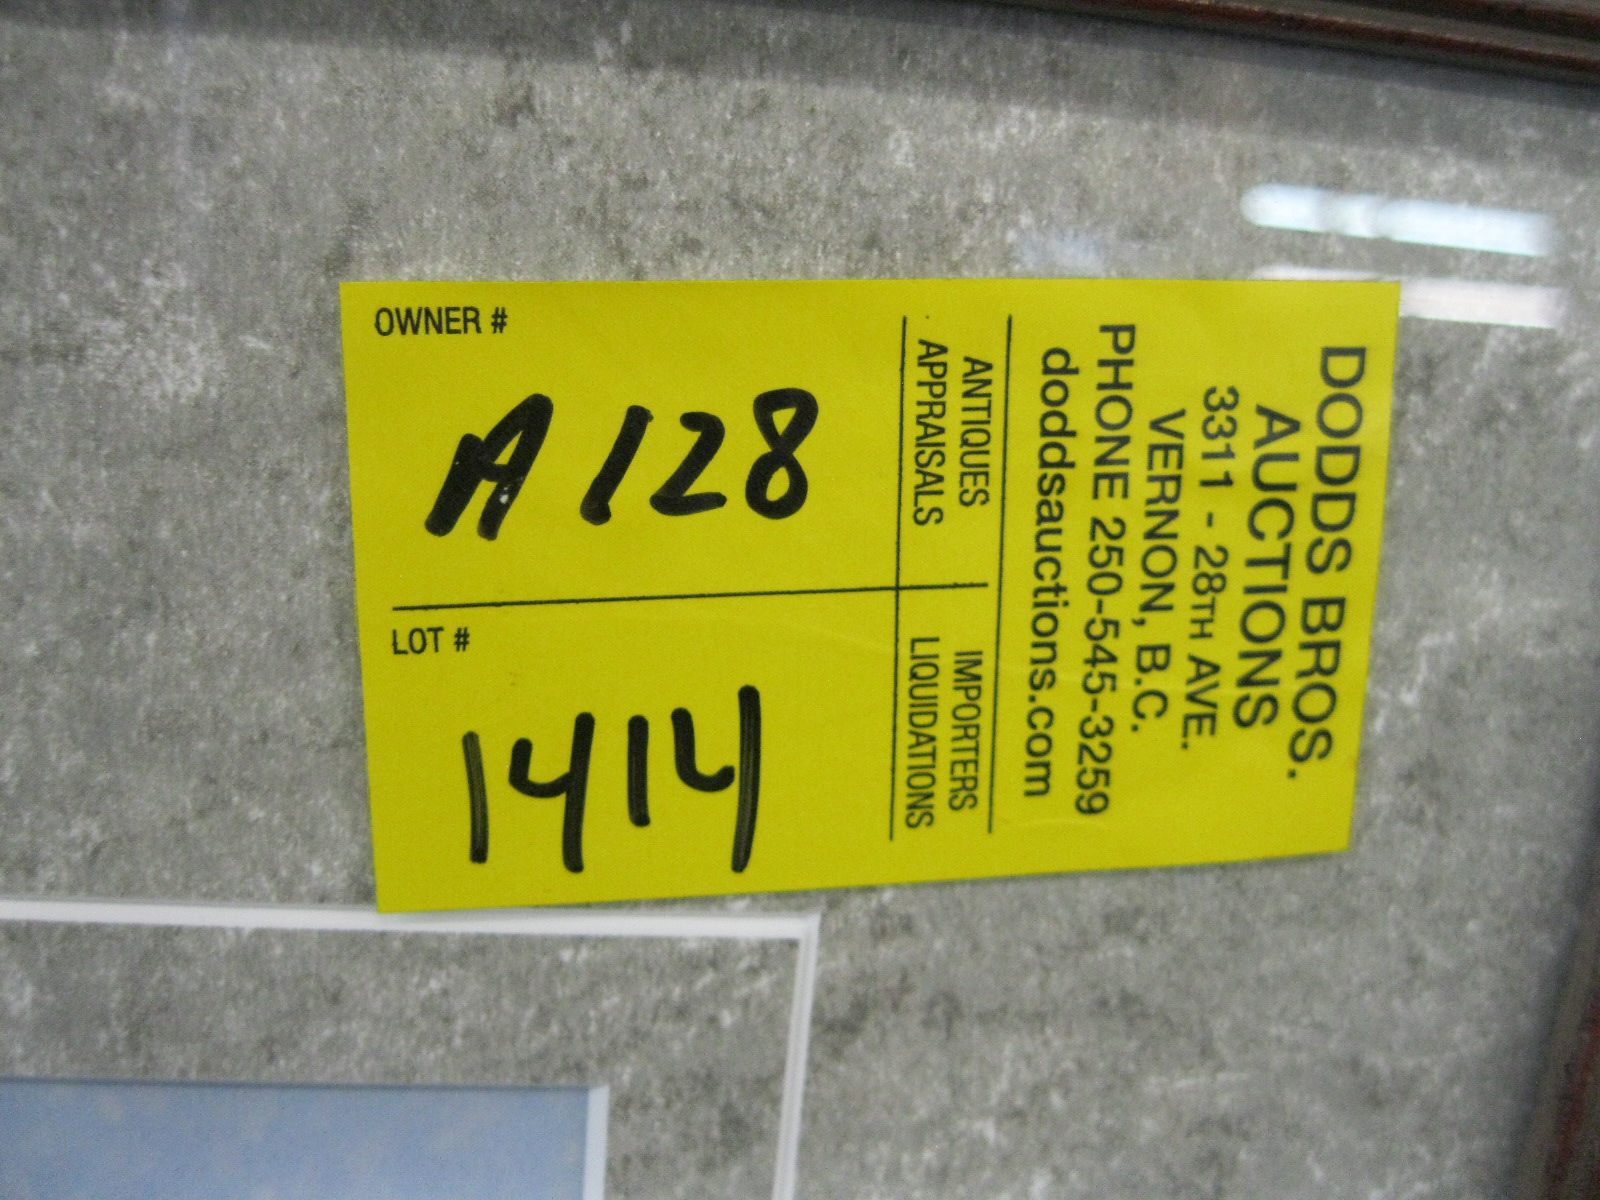 DODDS BROS.
AUCTIONS
3311 - 28TH AVE.
VERNON, B.C.
PHONE 250-545-3259
doddsauctions.com
ANTIQUES
APPRAISALS
IMPORTERS
LIQUIDATIONS
OWNER #
A128
LOT #
1414